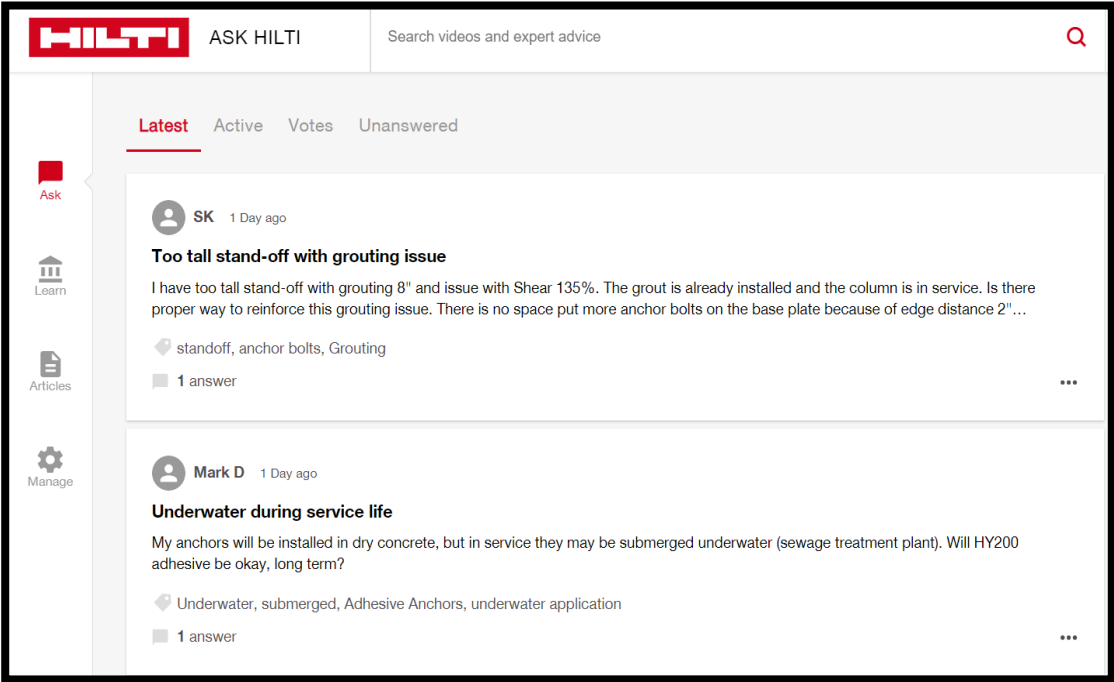 HILTI
ASK HILTI
Search videos and expert advice
Latest
Active
Votes
Unanswered
Ask
Learn
Articles
Manage
SK 1 Day ago
Too tall stand-off with grouting issue
I have too tall stand-off with grouting 8" and issue with Shear 135%. The grout is already installed and the column is in service. Is there
proper way to reinforce this grouting issue. There is no space put more anchor bolts on the base plate because of edge distance 2"...
standoff, anchor bolts, Grouting
1 answer
Mark D 1 Day ago
Underwater during service life
My anchors will be installed in dry concrete, but in service they may be submerged underwater (sewage treatment plant). Will HY200
adhesive be okay, long term?
Underwater, submerged, Adhesive Anchors, underwater application
1 answer